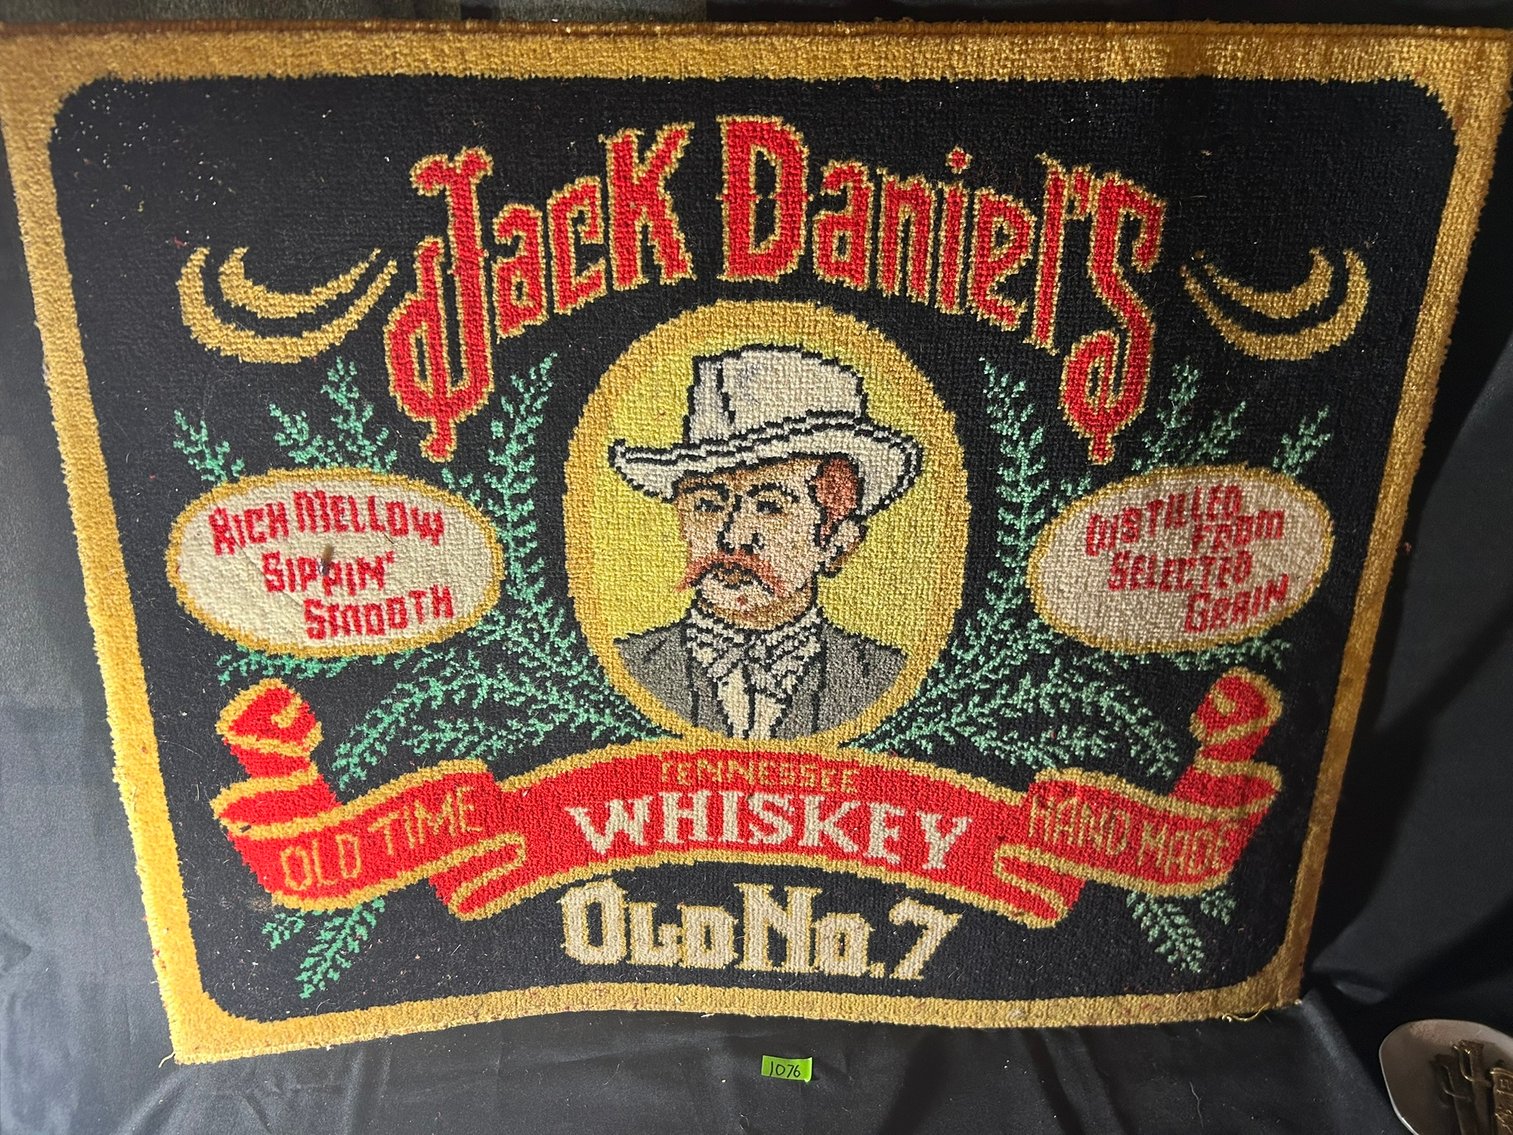 Jack Daniel's
RICH MELLOW
SIPPIN'
SMOOTH
DISTILLED
FROM
SELECTED
GRAIN
TENNESSEE
OLD TIME
WHISKEY
HAND MADE
OLD No. 7
1076